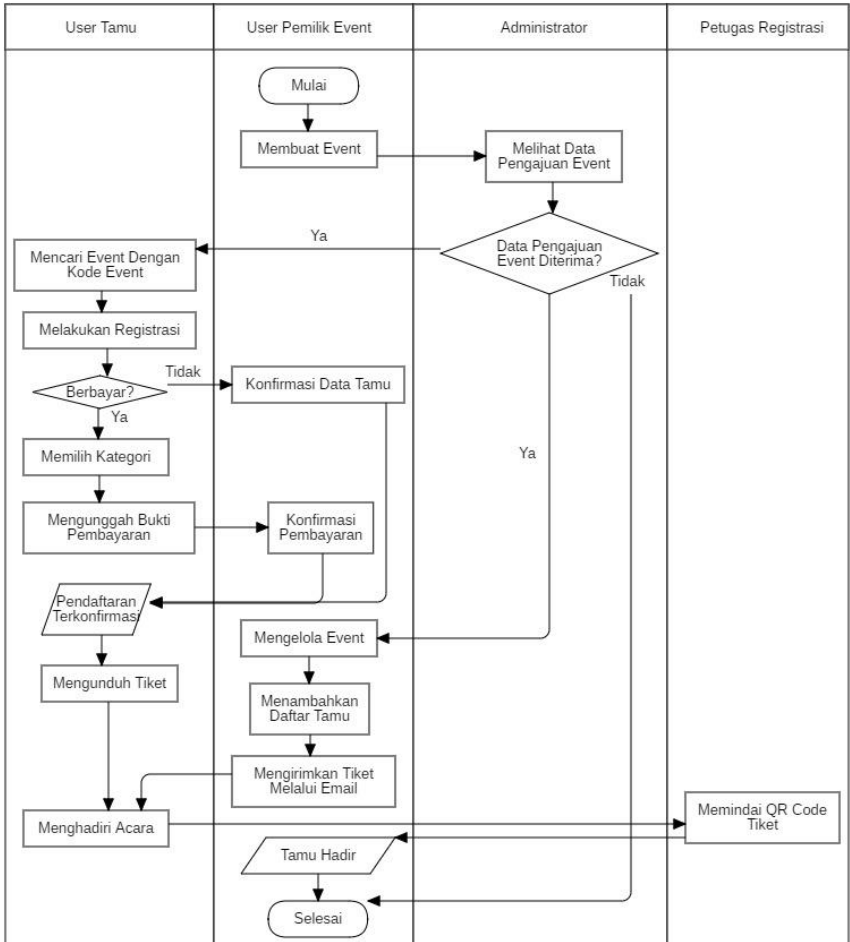 User Tamu
User Pemilik Event
Administrator
Petugas Registrasi
Mulai
Membuat Event
Melihat Data
Pengajuan Event
Data Pengajuan
Event Diterima?
Ya
Tidak
Mencari Event Dengan
Kode Event
Melakukan Registrasi
Berbayar?
Tidak
Konfirmasi Data Tamu
Ya
Memilih Kategori
Ya
Mengunggah Bukti
Pembayaran
Konfirmasi
Pembayaran
Pendaftaran
Terkonfirmasi
Mengelola Event
Mengunduh Tiket
Menambahkan
Daftar Tamu
Mengirimkan Tiket
Melalui Email
Menghadiri Acara
Memindai QR Code
Tiket
Tamu Hadir
Selesai